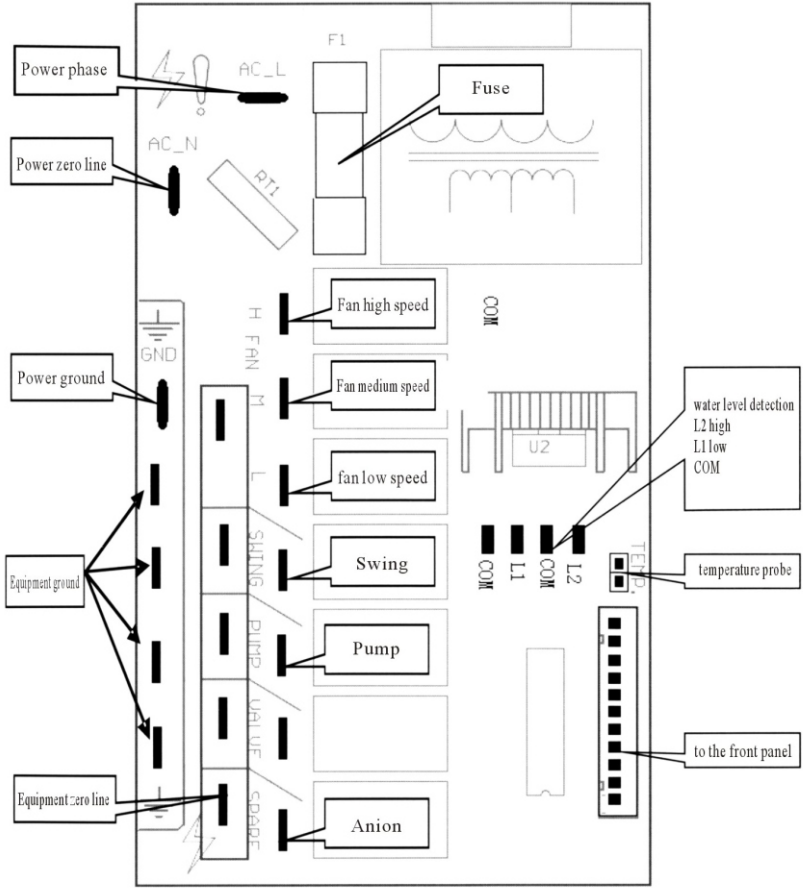 F1
Power phase
AC_L
Fuse
AC_N
Power zero line
RT1
H
Fan high speed
COM
GND
FAN
Power ground
M
Fan medium speed
water level detection
L2 high
L1 low
COM
U2
L
fan low speed
SWING
Swing
COM
L1
COM
L2
TEMP.
temperature probe
Equipment ground
PUMP
Pump
VALUE
to the front panel
Equipment zero line
SPARE
Anion